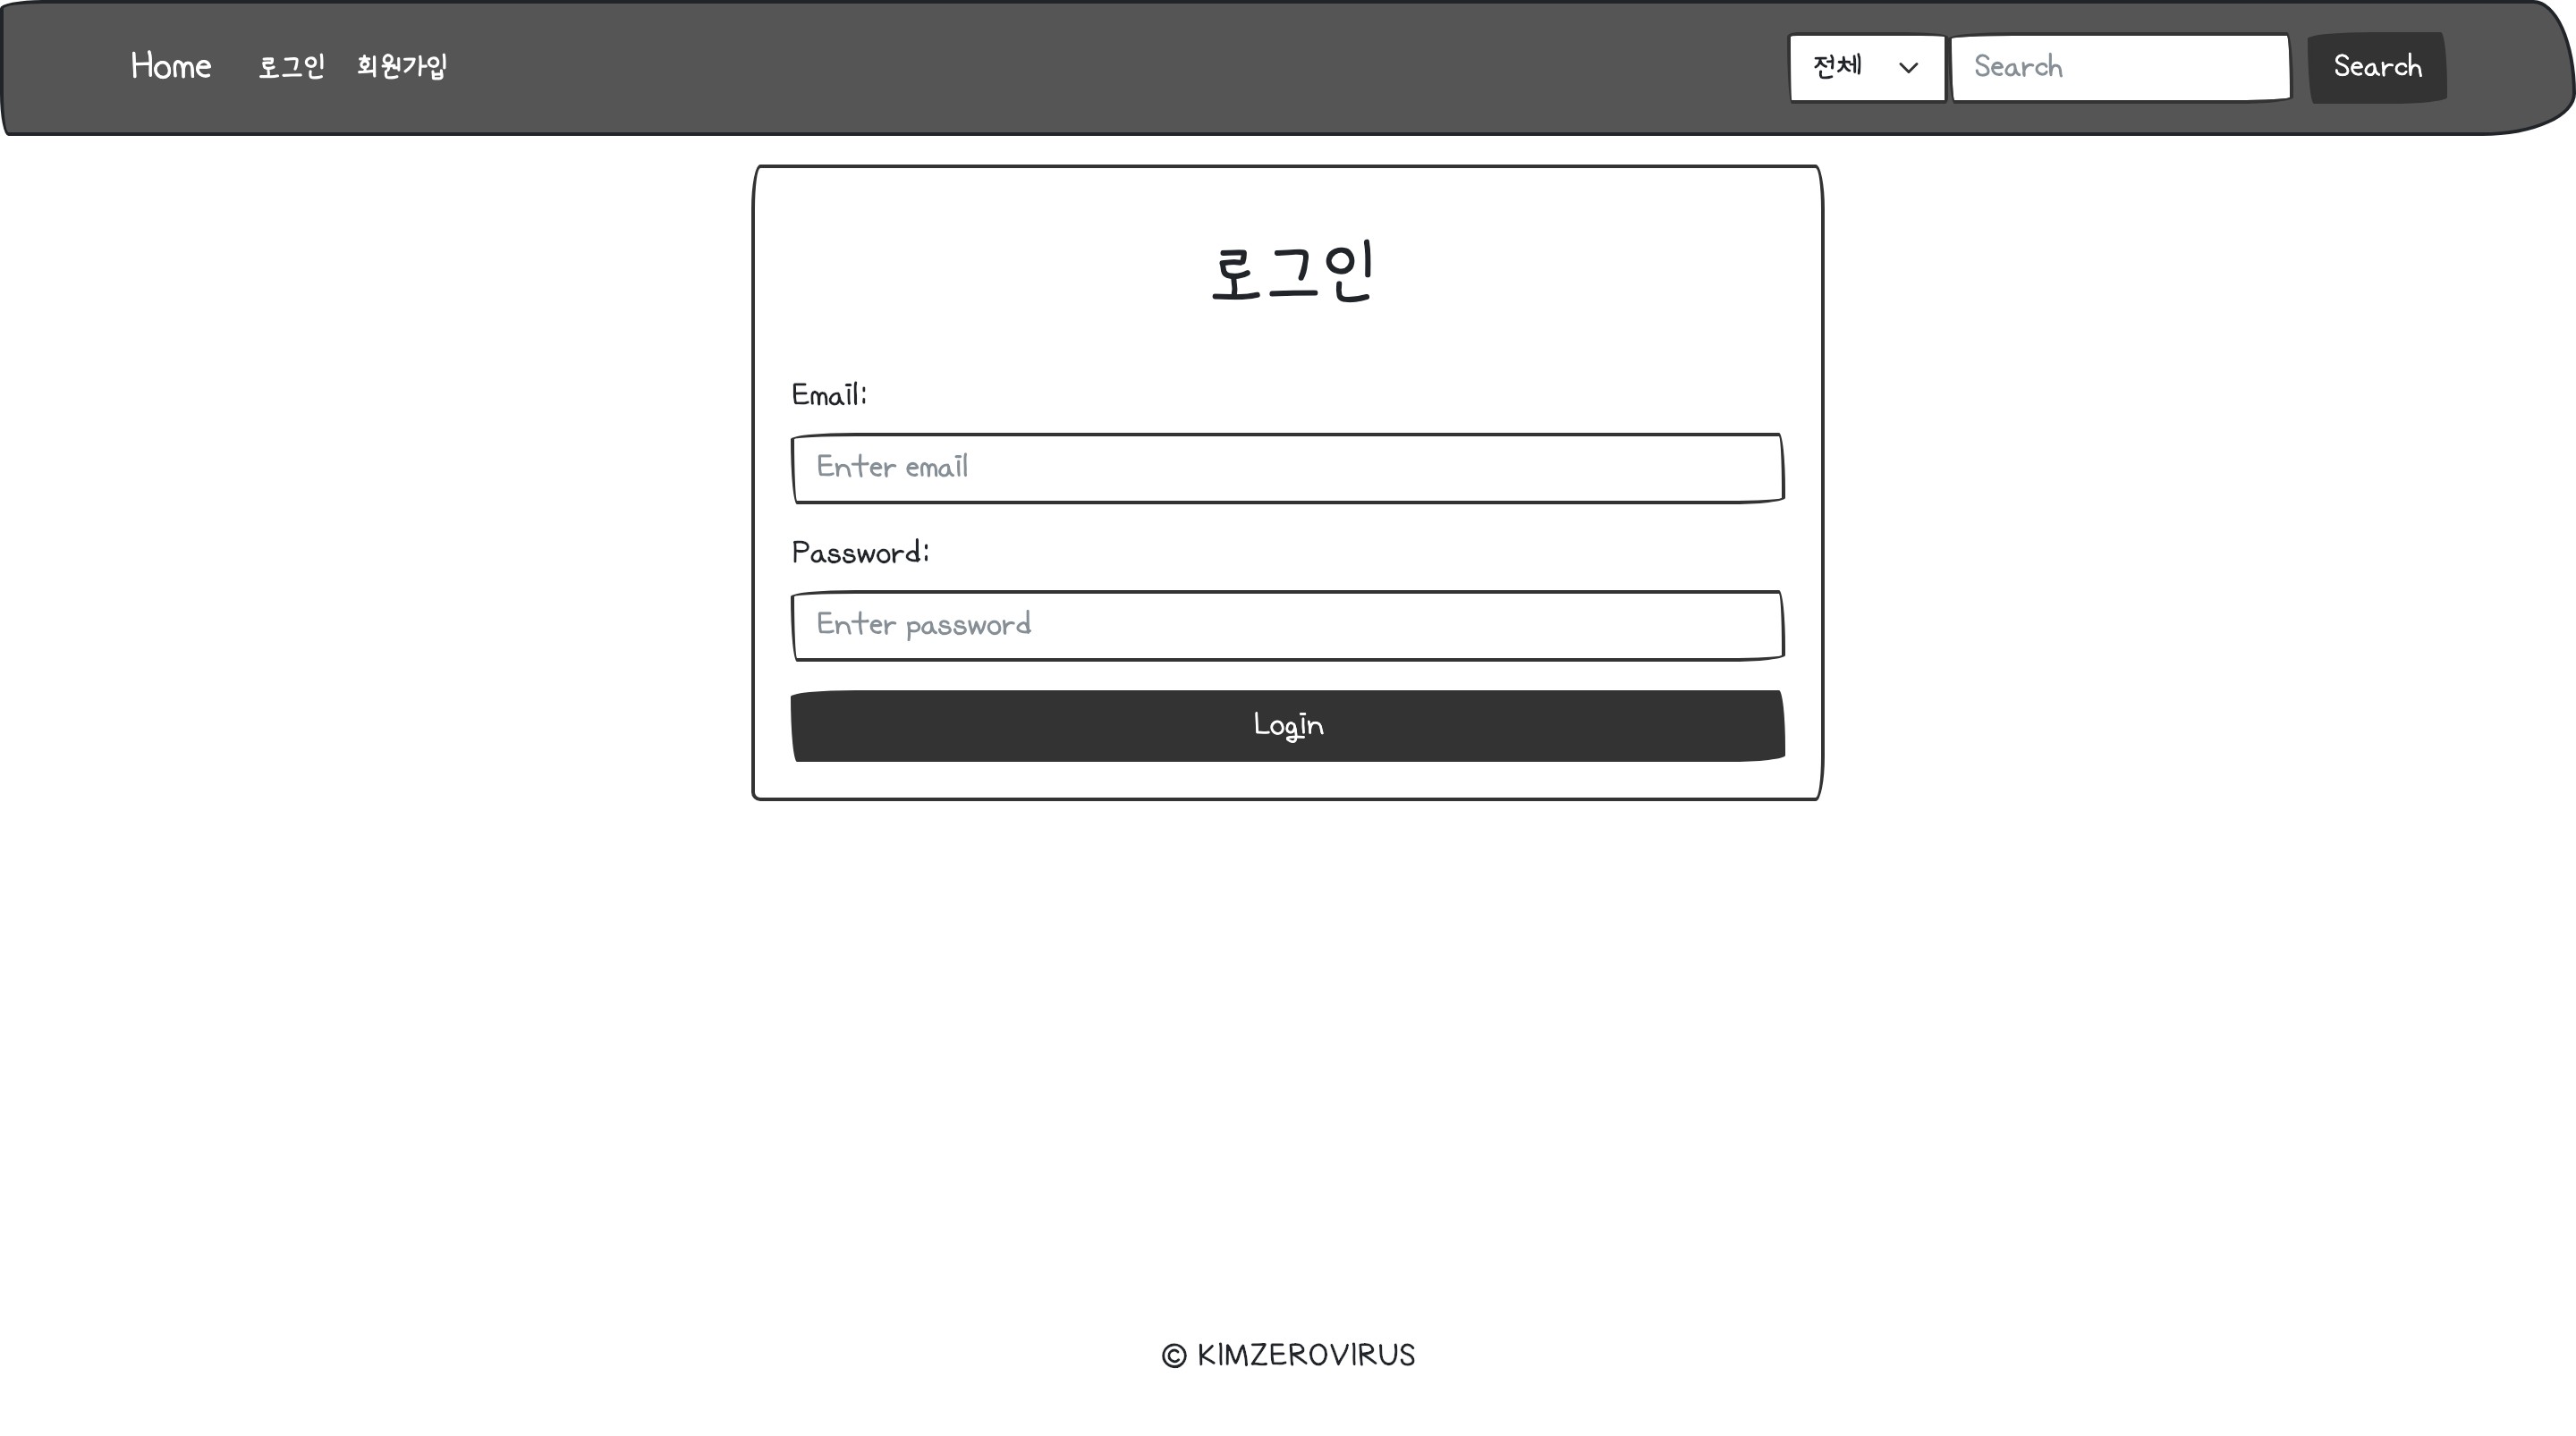 Home 로그인 회원가입 전체 Search Search
로그인
Email:
Enter email
Password:
Enter password
Login
© KIMZEROVIRUS